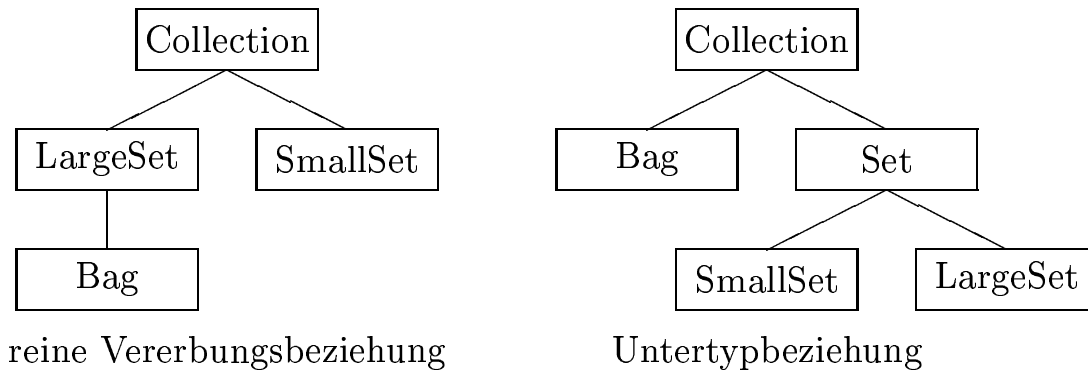 Collection
LargeSet
SmallSet
Bag
reine Vererbungsbeziehung
Collection
Bag
Set
SmallSet
LargeSet
Untertypbeziehung